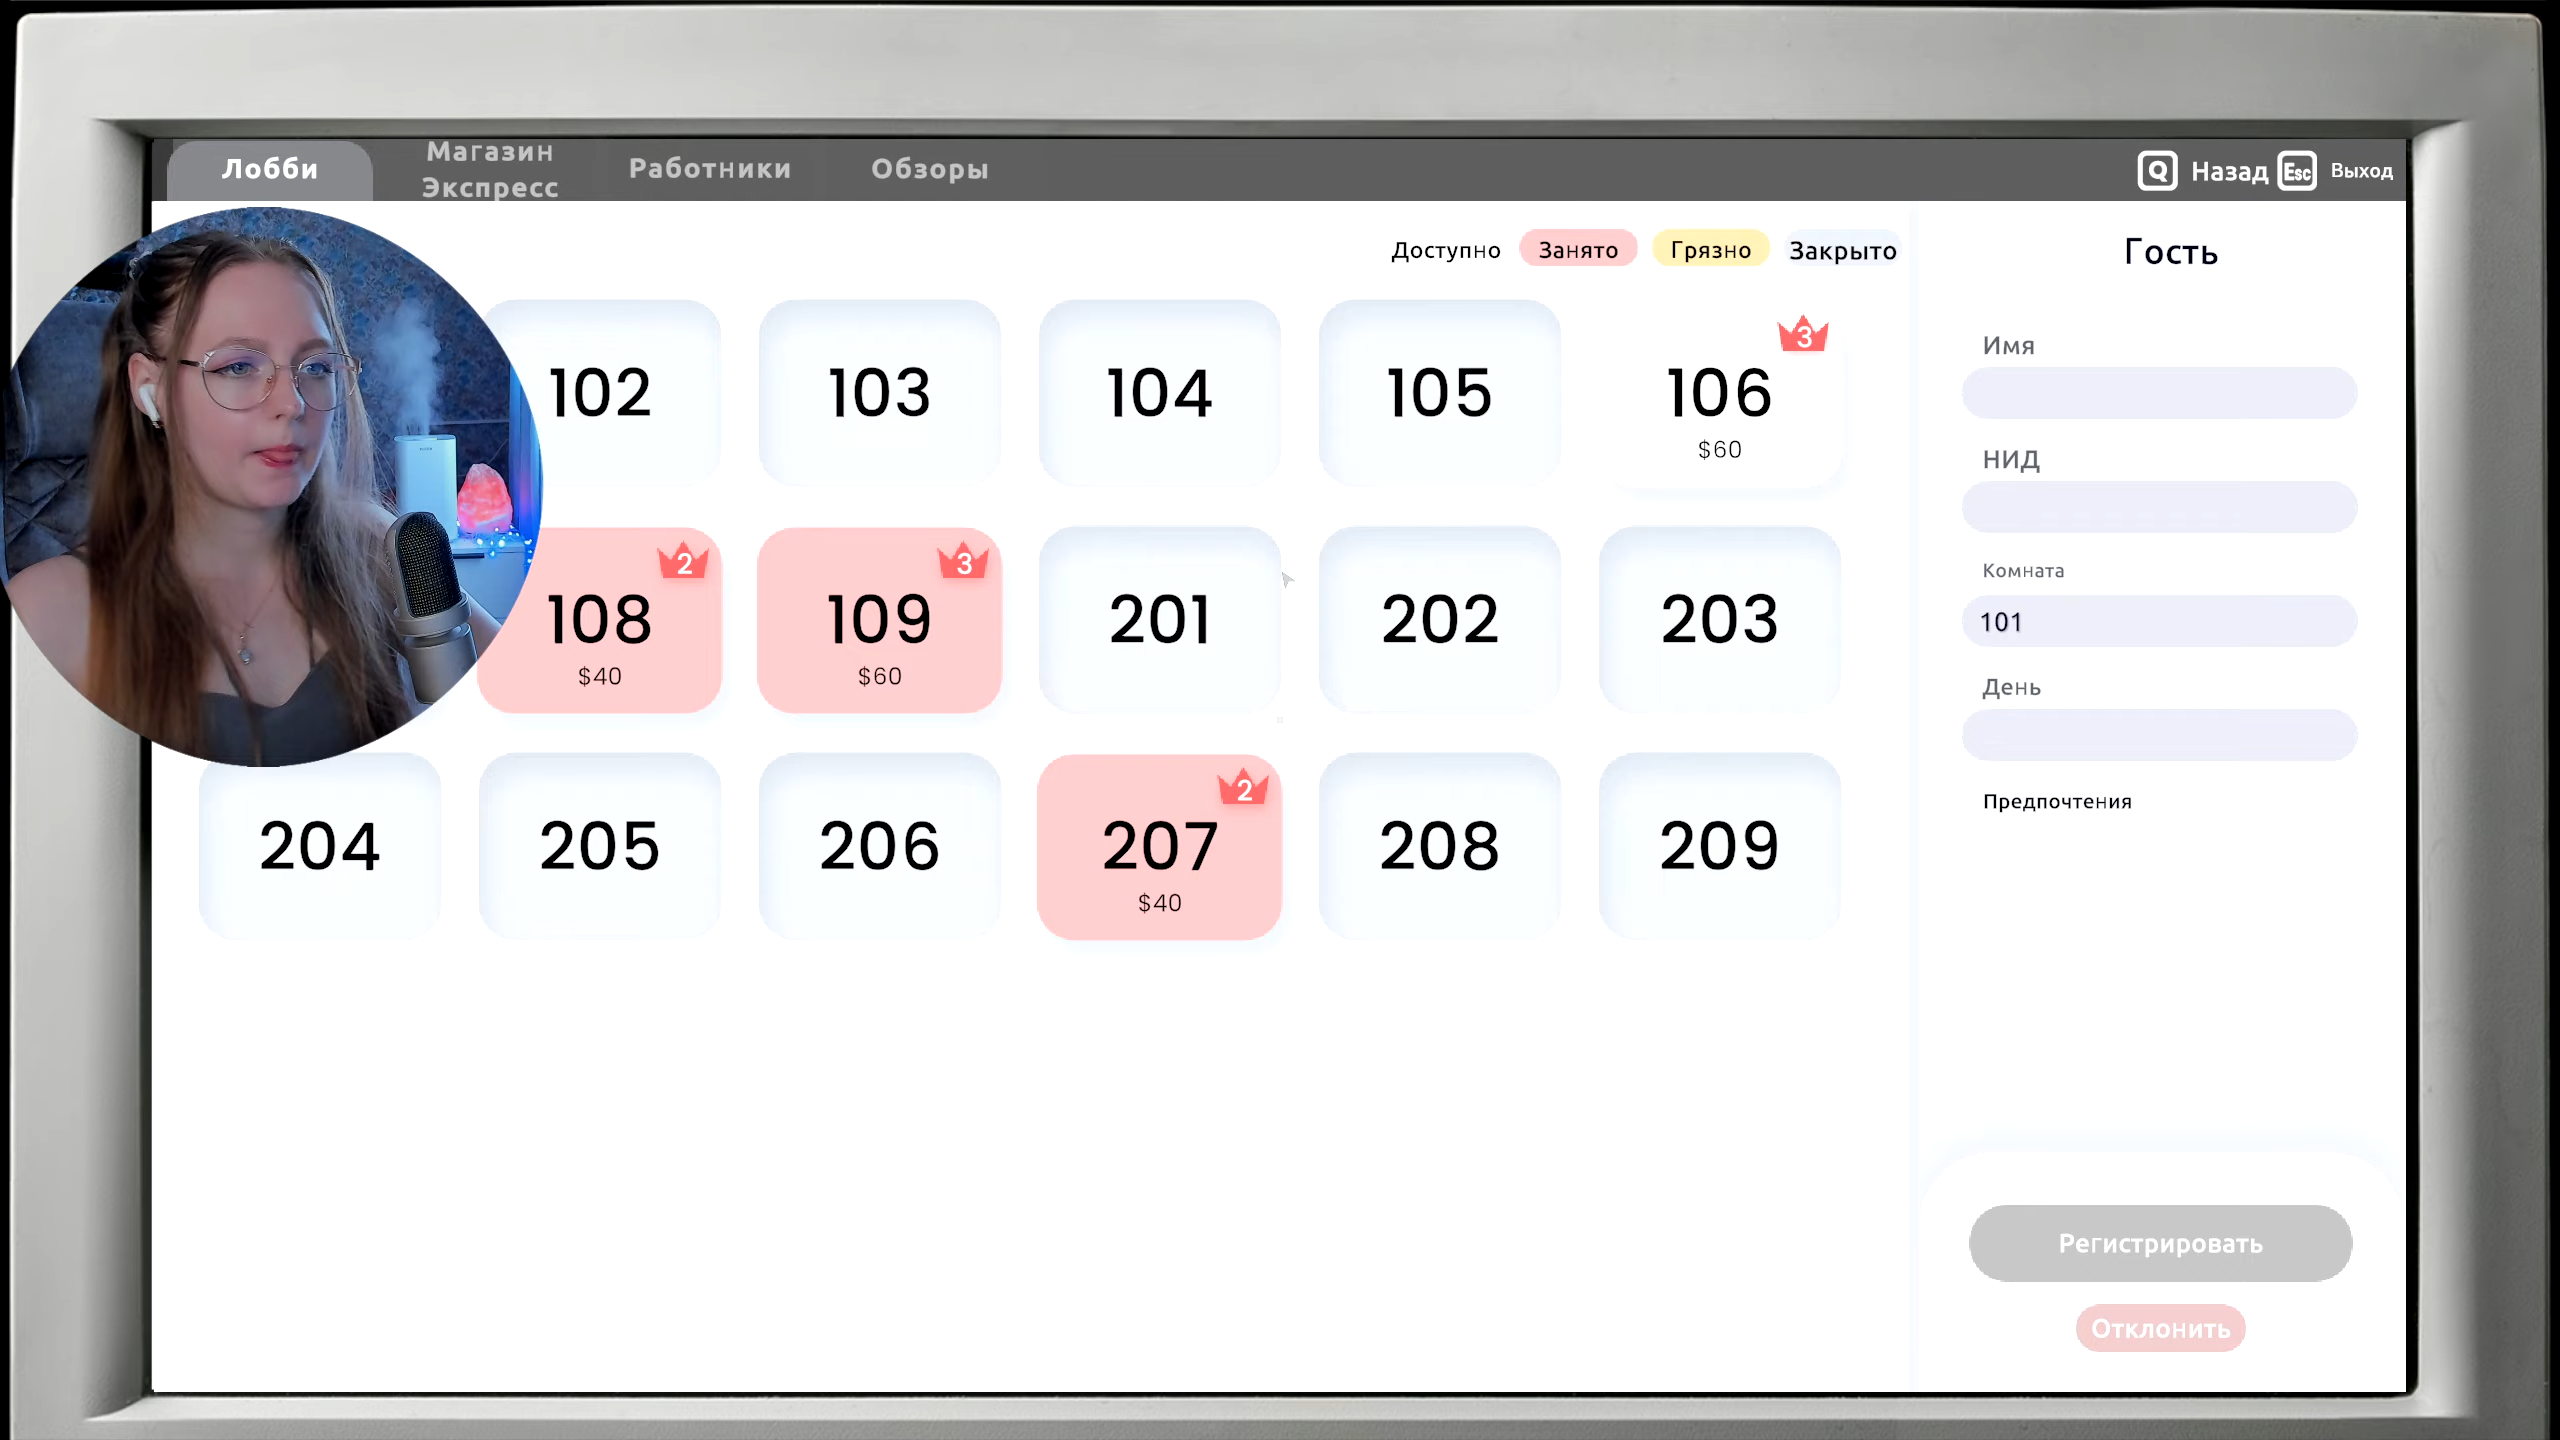 Лобби
Магазин
Экспресс
Работники
Обзоры
Q Назад Esc Выход
Доступно Занято Грязно Закрыто
102
103
104
105
3
106
$60
2
108
$40
3
109
$60
201
202
203
204
205
206
2
207
$40
208
209
Гость
Имя
НИД
Комната
101
День
Предпочтения
Регистрировать
Отклонить